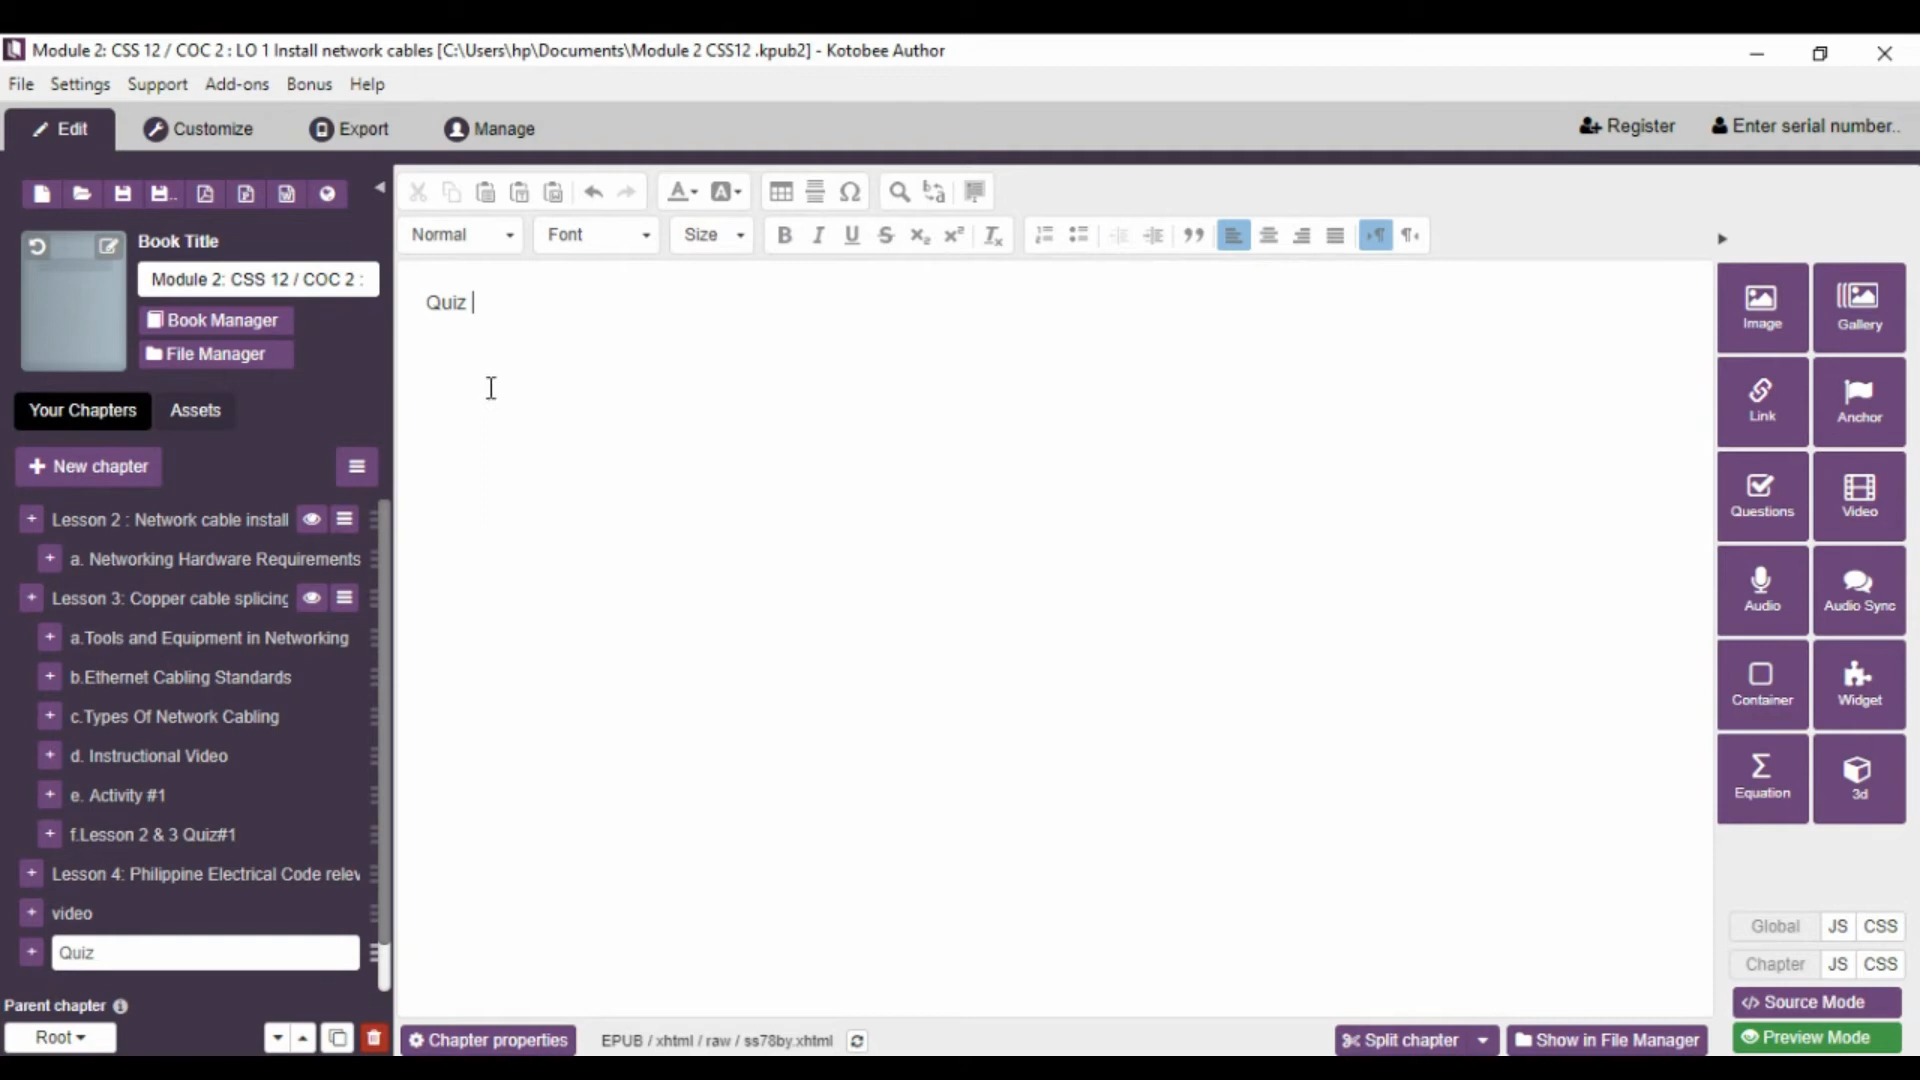 Module 2: CSS 12 / COC 2 : LO 1 Install network cables [C:\Users\hp\Documents\Module 2 CSS12 .kpub2] - Kotobee Author
File Settings Support Add-ons Bonus Help
Edit Customize Export Manage Register Enter serial number..
Book Title
Module 2: CSS 12 / COC 2 :
Book Manager
File Manager
Your Chapters Assets
New chapter
Lesson 2 : Network cable install
a. Networking Hardware Requirements
Lesson 3: Copper cable splicing
a.Tools and Equipment in Networking
b.Ethernet Cabling Standards
c.Types Of Network Cabling
d. Instructional Video
e. Activity #1
f.Lesson 2 & 3 Quiz#1
Lesson 4: Philippine Electrical Code relev
video
Quiz
Parent chapter
Root
Normal Font Size
Quiz
Image Gallery
Link Anchor
Questions Video
Audio Audio Sync
Container Widget
Equation 3d
Global JS CSS
Chapter JS CSS
Source Mode
Preview Mode
Chapter properties EPUB / xhtml / raw / ss78by.xhtml Split chapter Show in File Manager